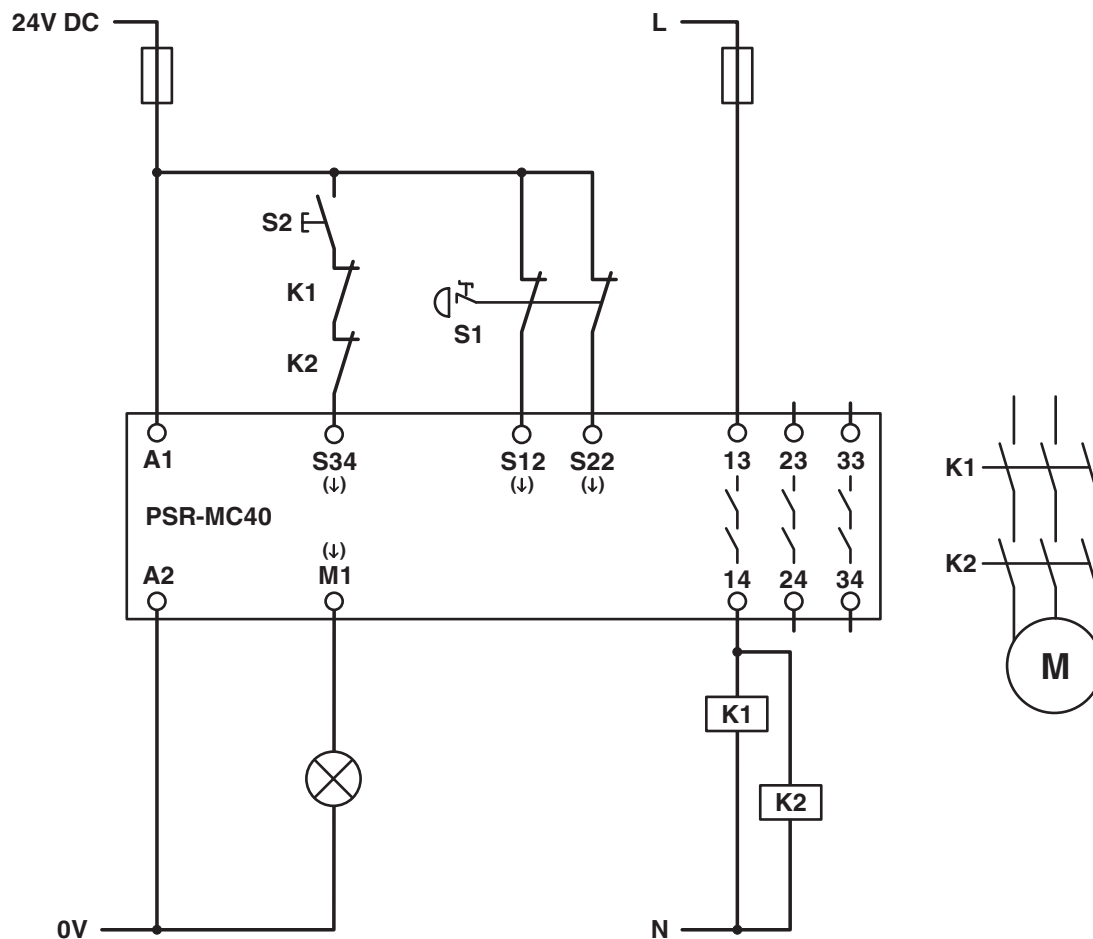 24V DC
L
S2
K1
S1
K2
A1
S34
S12
S22
13
23
33
(↓)
(↓)
(↓)
K1
PSR-MC40
(↓)
K2
A2
M1
14
24
34
M
K1
K2
0V
N